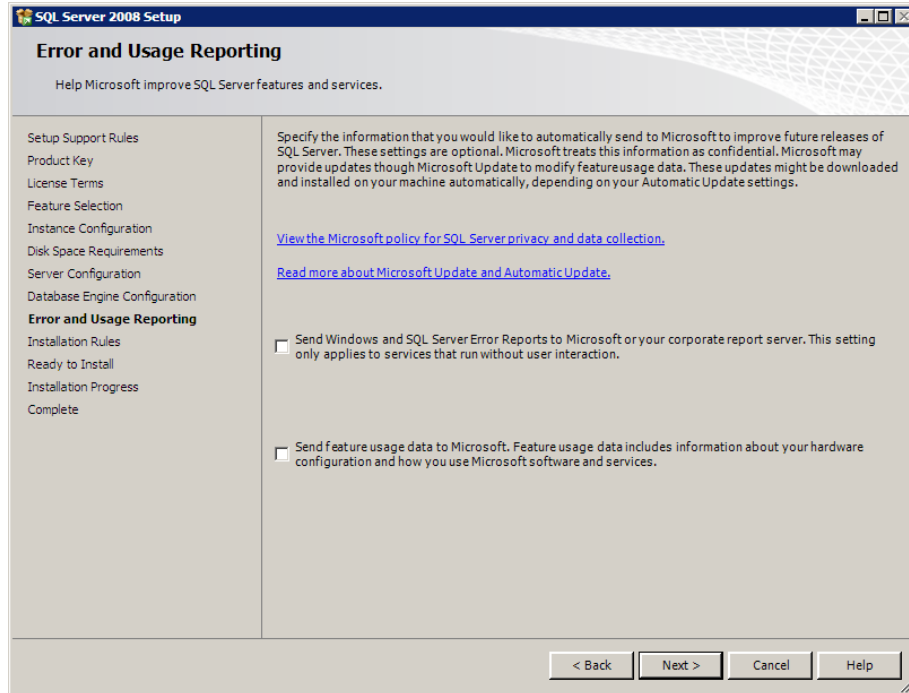 SQL Server 2008 Setup
Error and Usage Reporting
Help Microsoft improve SQL Server features and services.
Setup Support Rules
Product Key
License Terms
Feature Selection
Instance Configuration
Disk Space Requirements
Server Configuration
Database Engine Configuration
Error and Usage Reporting
Installation Rules
Ready to Install
Installation Progress
Complete
Specify the information that you would like to automatically send to Microsoft to improve future releases of
SQL Server. These settings are optional. Microsoft treats this information as confidential. Microsoft may
provide updates though Microsoft Update to modify feature usage data. These updates might be downloaded
and installed on your machine automatically, depending on your Automatic Update settings.
View the Microsoft policy for SQL Server privacy and data collection.
Read more about Microsoft Update and Automatic Update.
Send Windows and SQL Server Error Reports to Microsoft or your corporate report server. This setting
only applies to services that run without user interaction.
Send feature usage data to Microsoft. Feature usage data includes information about your hardware
configuration and how you use Microsoft software and services.
< Back
Next >
Cancel
Help